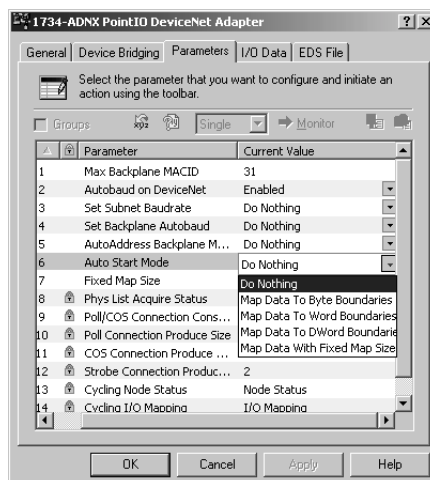 1734-ADNX PointIO DeviceNet Adapter
General Device Bridging Parameters I/O Data EDS File
Select the parameter that you want to configure and initiate an
action using the toolbar.
Groups Single Monitor
Parameter Current Value
1 Max Backplane MACID 31
2 Autobaud on DeviceNet Enabled
3 Set Subnet Baudrate Do Nothing
4 Set Backplane Autobaud Do Nothing
5 AutoAddress Backplane M... Do Nothing
6 Auto Start Mode Do Nothing
7 Fixed Map Size Do Nothing
8 Phys List Acquire Status Map Data To Byte Boundaries
9 Poll/COS Connection Cons... Map Data To Word Boundaries
10 Poll Connection Produce Size Map Data To DWord Boundarie
11 COS Connection Produce ... Map Data With Fixed Map Size
12 Strobe Connection Produc... 2
13 Cycling Node Status Node Status
14 Cycling I/O Mapping I/O Mapping
OK Cancel Apply Help